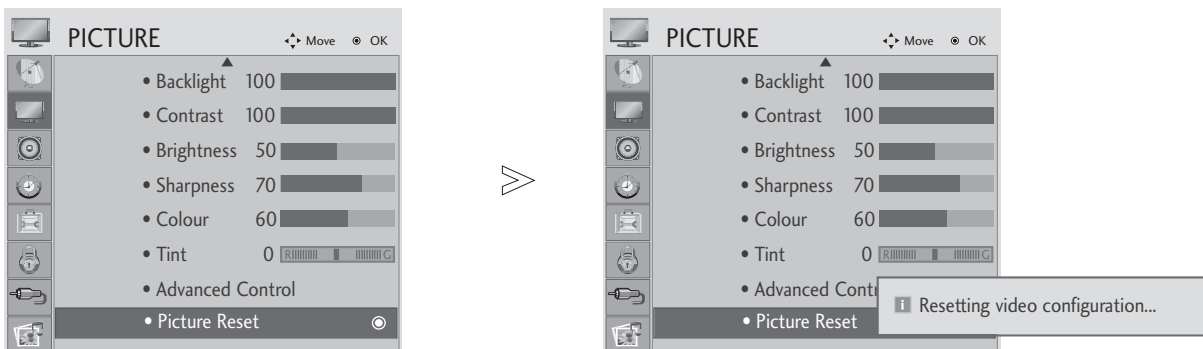 PICTURE Move OK
• Backlight 100
• Contrast 100
• Brightness 50
• Sharpness 70
• Colour 60
• Tint 0 R G
• Advanced Control
• Picture Reset
PICTURE Move OK
• Backlight 100
• Contrast 100
• Brightness 50
• Sharpness 70
• Colour 60
• Tint 0 R G
• Advanced Contr
• Picture Reset
i Resetting video configuration...